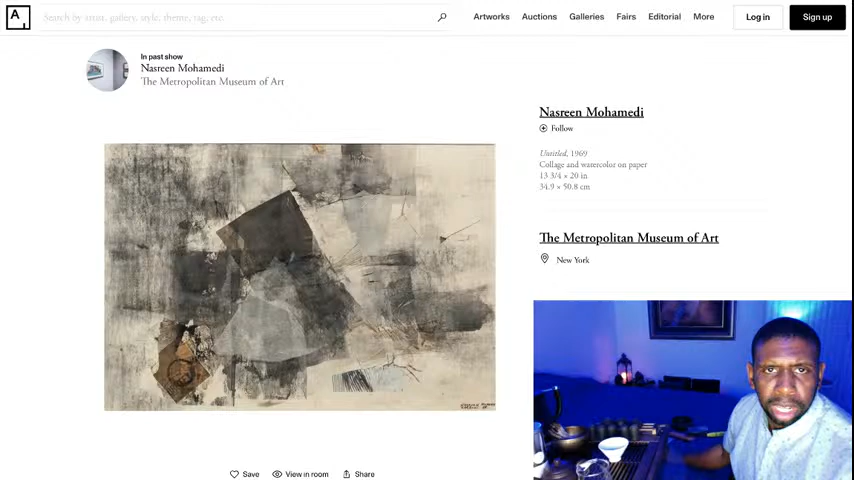 A
Search by artist, gallery, style, theme, tag, etc.
Artworks Auctions Galleries Fairs Editorial More Log in Sign up
In past show
Nasreen Mohamedi
The Metropolitan Museum of Art
Nasreen Mohamedi
Follow
Untitled, 1969
Collage and watercolor on paper
13 3/4 × 20 in
34.9 × 50.8 cm
The Metropolitan Museum of Art
New York
Save View in room Share